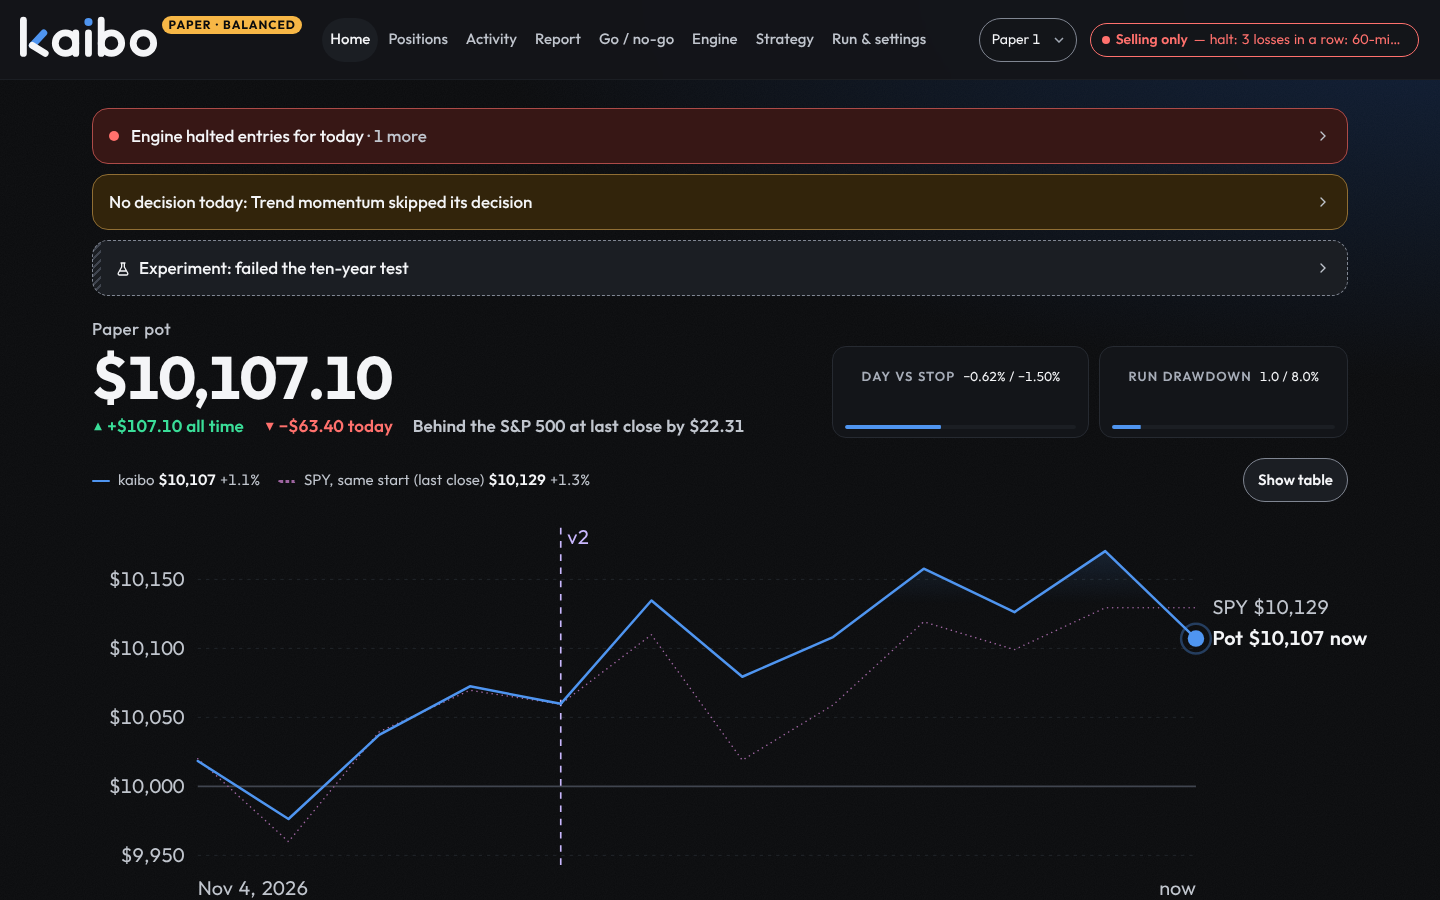 kaibo PAPER · BALANCED Home Positions Activity Report Go / no-go Engine Strategy Run & settings Paper 1 Selling only — halt: 3 losses in a row: 60-mi...
Engine halted entries for today · 1 more
No decision today: Trend momentum skipped its decision
Experiment: failed the ten-year test
Paper pot
$10,107.10
▲ +$107.10 all time ▼ −$63.40 today Behind the S&P 500 at last close by $22.31
DAY VS STOP −0.62% / −1.50%
RUN DRAWDOWN 1.0 / 8.0%
kaibo $10,107 +1.1% SPY, same start (last close) $10,129 +1.3%
Show table
v2
$10,150
$10,100
$10,050
$10,000
$9,950
SPY $10,129
Pot $10,107 now
Nov 4, 2026
now